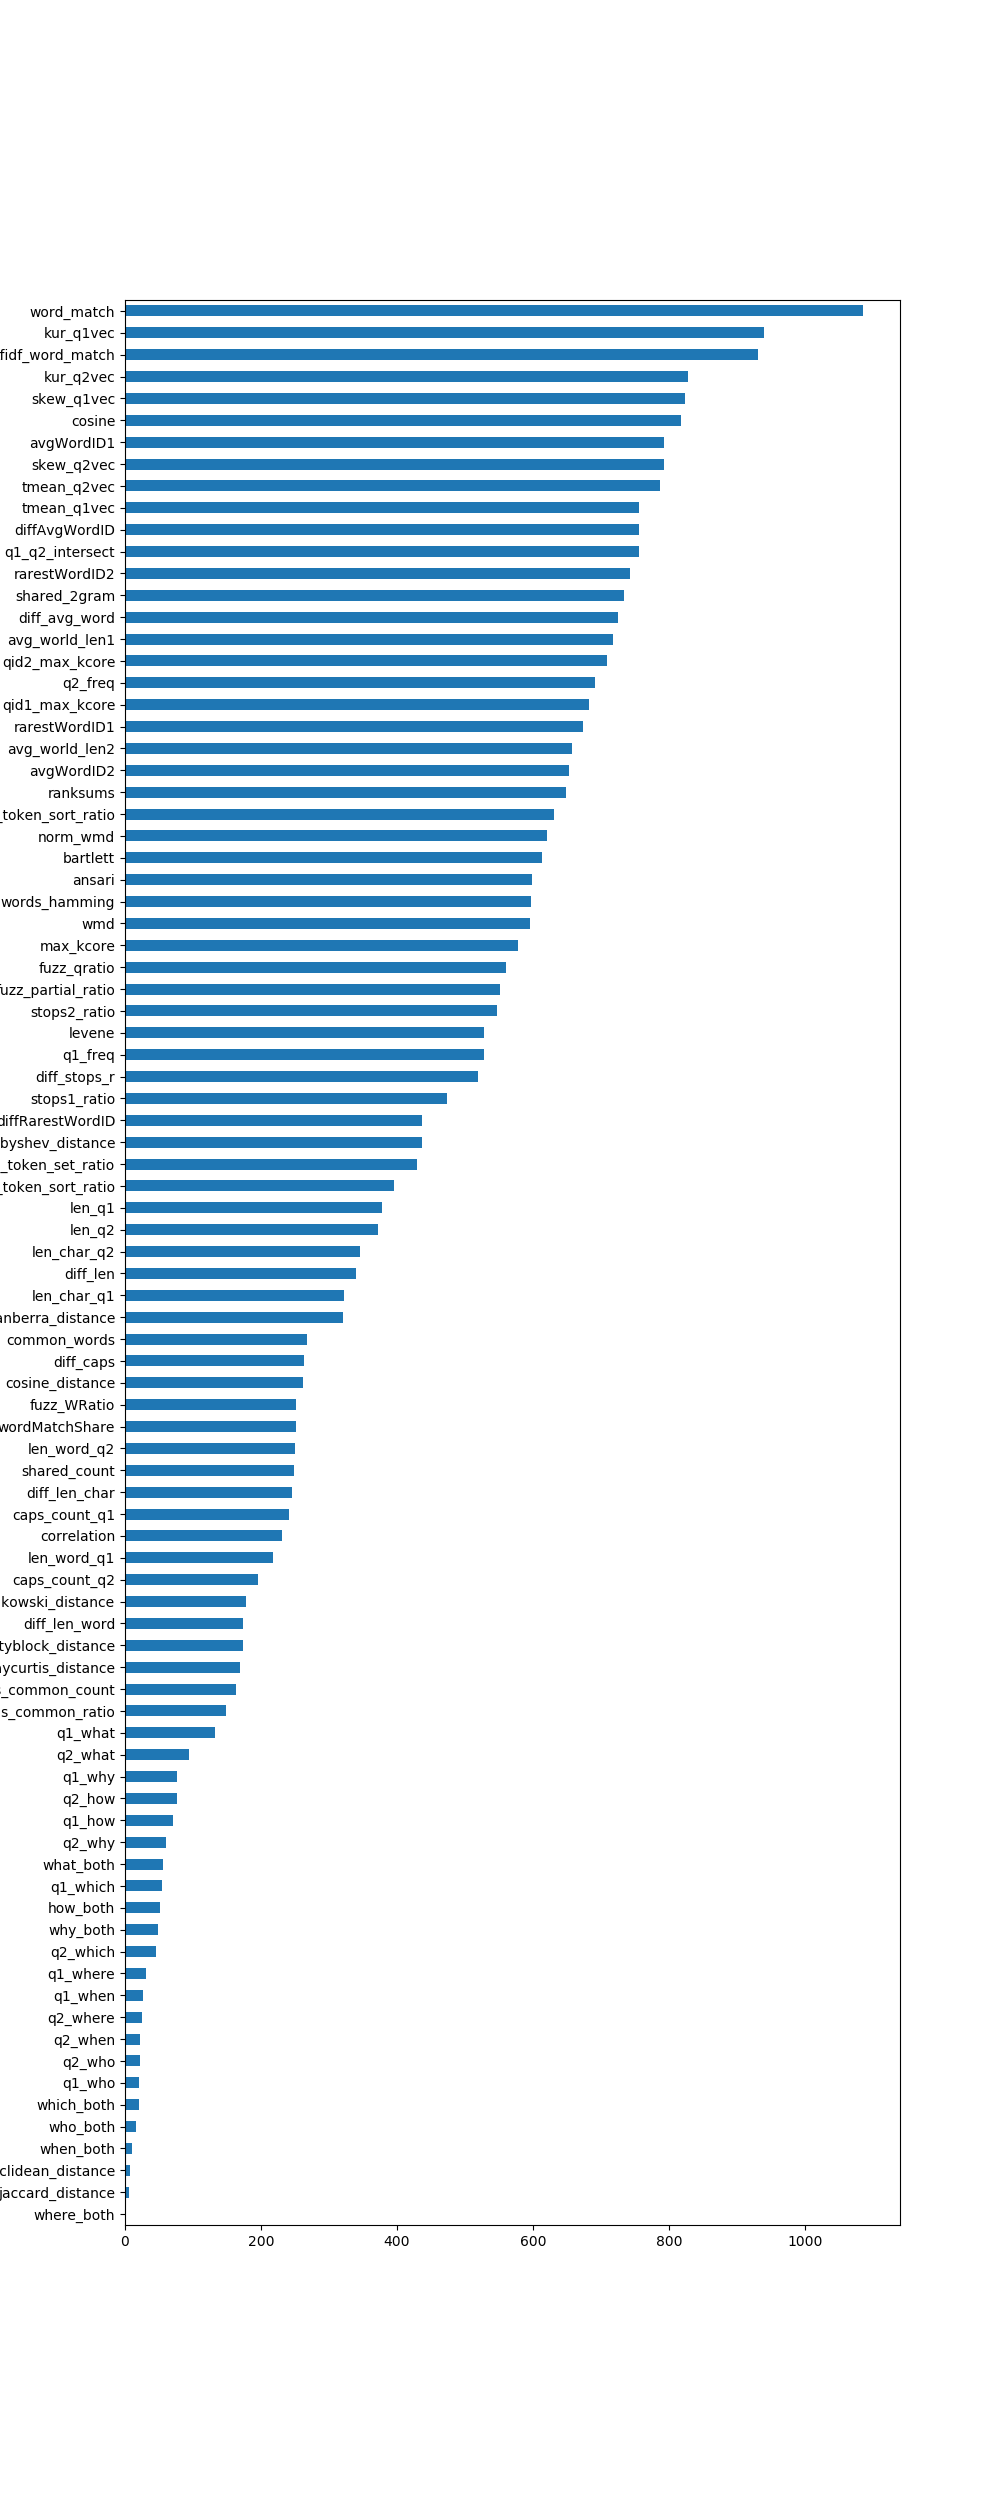 word_match
kur_q1vec
fidf_word_match
kur_q2vec
skew_q1vec
cosine
avgWordID1
skew_q2vec
tmean_q2vec
tmean_q1vec
diffAvgWordID
q1_q2_intersect
rarestWordID2
shared_2gram
diff_avg_word
avg_world_len1
qid2_max_kcore
q2_freq
qid1_max_kcore
rarestWordID1
avg_world_len2
avgWordID2
ranksums
_token_sort_ratio
norm_wmd
bartlett
ansari
words_hamming
wmd
max_kcore
fuzz_qratio
fuzz_partial_ratio
stops2_ratio
levene
q1_freq
diff_stops_r
stops1_ratio
diffRarestWordID
byshev_distance
_token_set_ratio
_token_sort_ratio
len_q1
len_q2
len_char_q2
diff_len
len_char_q1
anberra_distance
common_words
diff_caps
cosine_distance
fuzz_WRatio
wordMatchShare
len_word_q2
shared_count
diff_len_char
caps_count_q1
correlation
len_word_q1
caps_count_q2
kowski_distance
diff_len_word
tyblock_distance
ycurtis_distance
s_common_count
s_common_ratio
q1_what
q2_what
q1_why
q2_how
q1_how
q2_why
what_both
q1_which
how_both
why_both
q2_which
q1_where
q1_when
q2_where
q2_when
q2_who
q1_who
which_both
who_both
when_both
clidean_distance
jaccard_distance
where_both
0 200 400 600 800 1000